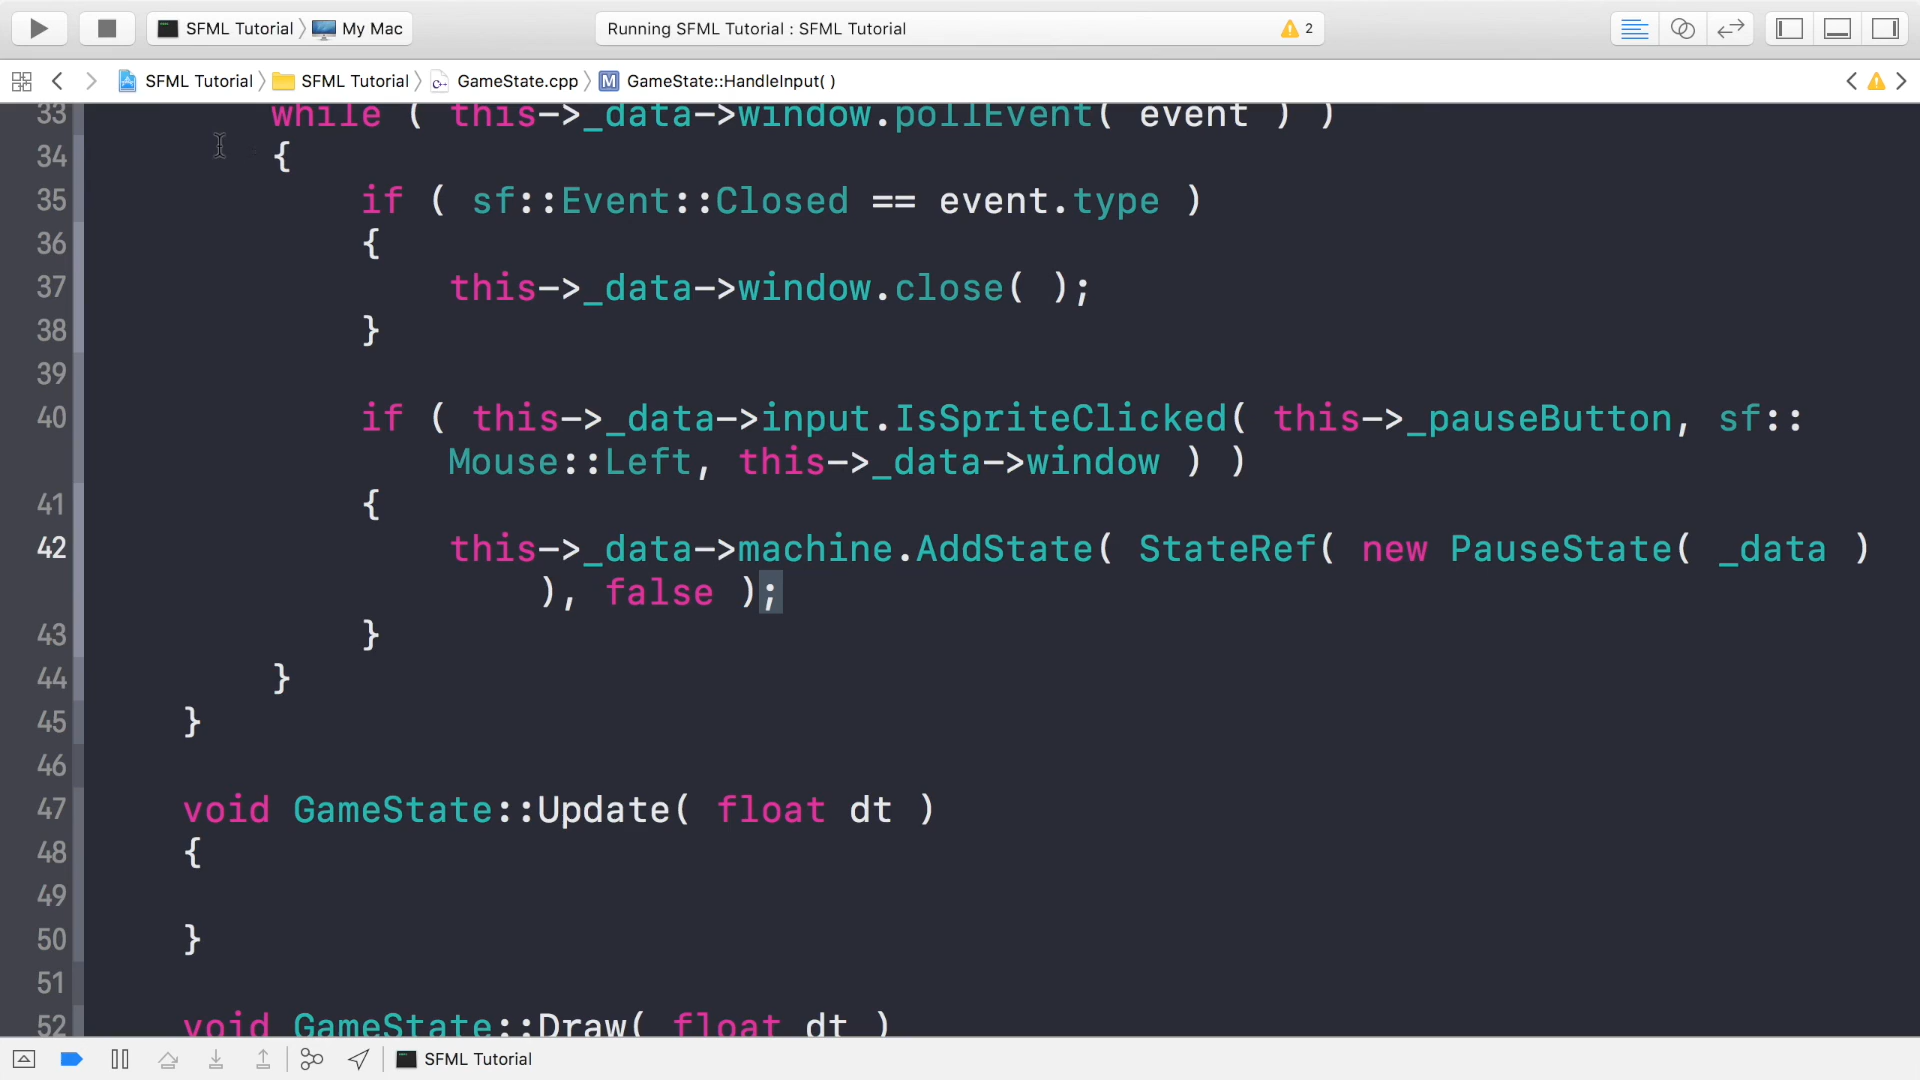 SFML Tutorial My Mac Running SFML Tutorial : SFML Tutorial 2
SFML Tutorial SFML Tutorial GameState.cpp M GameState::HandleInput( )
33 while ( this->_data->window.pollEvent( event ) )
34 {
35 if ( sf::Event::Closed == event.type )
36 {
37 this->_data->window.close( );
38 }
39
40 if ( this->_data->input.IsSpriteClicked( this->_pauseButton, sf::
Mouse::Left, this->_data->window ) )
41 {
42 this->_data->machine.AddState( StateRef( new PauseState( _data )
), false );
43 }
44 }
45 }
46
47 void GameState::Update( float dt )
48 {
49
50 }
51
52 void GameState::Draw( float dt )
SFML Tutorial